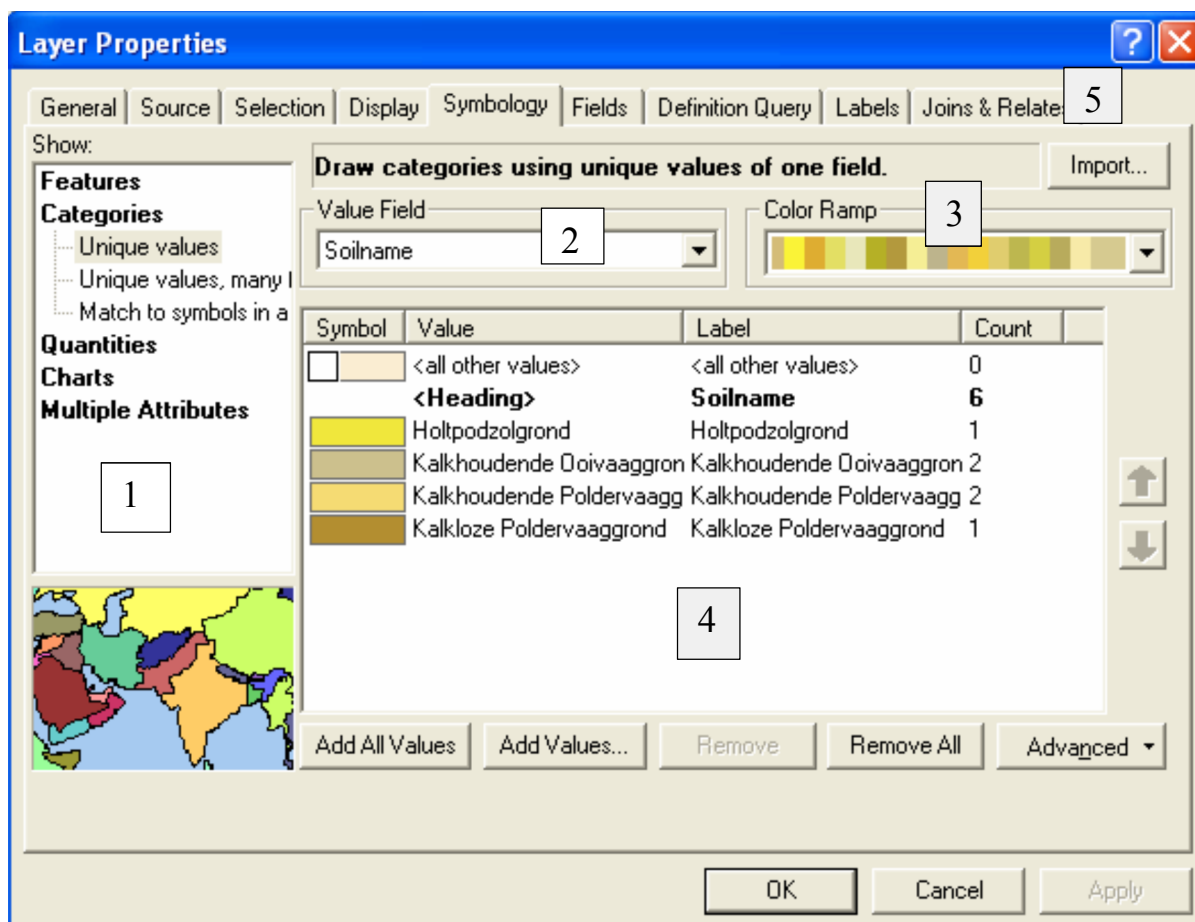 Layer Properties
5
General Source Selection Display Symbology Fields Definition Query Labels Joins & Relates
Show:
Features
Categories
Unique values
Unique values, many f
Match to symbols in a
Quantities
Charts
Multiple Attributes
1
Draw categories using unique values of one field.
Import...
Value Field
2
Soilname
Color Ramp
3
Symbol Value Label Count
<all other values> <all other values> 0
<Heading> Soilname 6
Holtpodzolgrond Holtpodzolgrond 1
Kalkhoudende Ooivaaggron Kalkhoudende Ooivaaggron 2
Kalkhoudende Poldervaagg Kalkhoudende Poldervaagg 2
Kalkloze Poldervaaggrond Kalkloze Poldervaaggrond 1
4
Add All Values Add Values... Remove Remove All Advanced
OK Cancel Apply